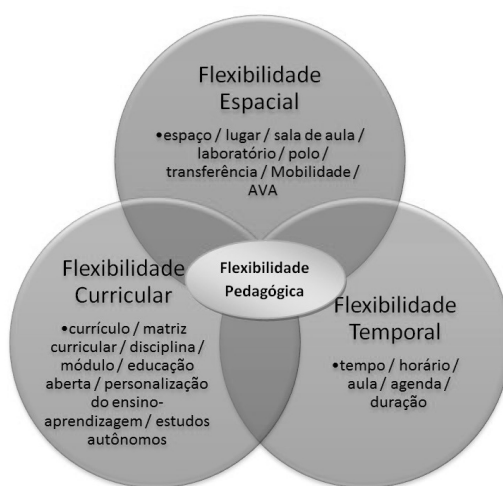 Flexibilidade
Espacial
•espaço / lugar / sala de aula /
laboratório / polo /
transferência / Mobilidade /
AVA
Flexibilidade
Pedagógica
Flexibilidade
Curricular
•currículo / matriz
curricular / disciplina /
módulo / educação
aberta / personalização
do ensino-
aprendizagem / estudos
autônomos
Flexibilidade
Temporal
•tempo / horário /
aula / agenda /
duração